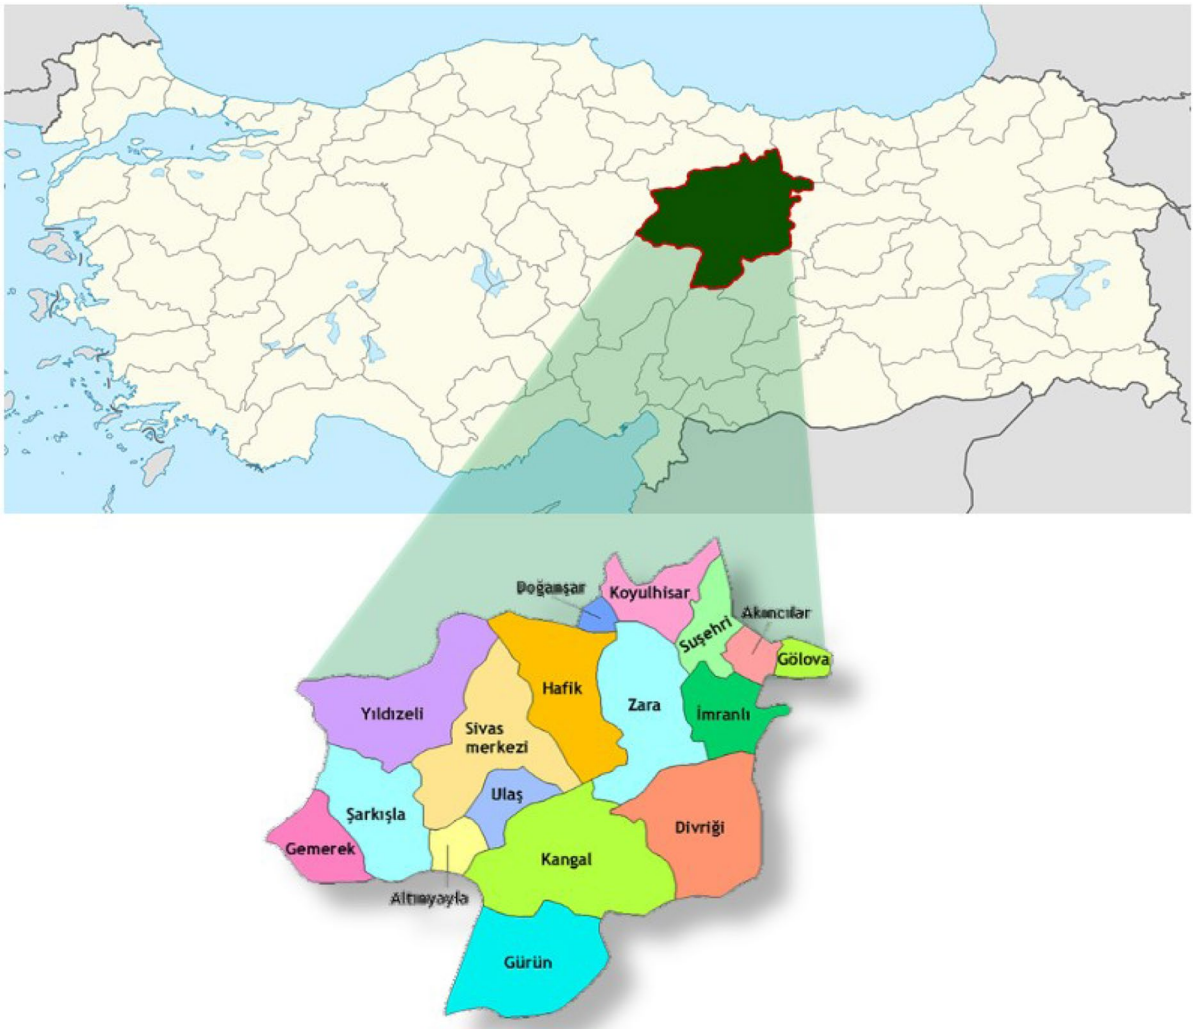 Doğanşar
Koyulhisar
Akıncılar
Suşehri
Gölova
Hafik
Zara
Yıldızeli
İmranlı
Sivas
merkezi
Ulaş
Şarkışla
Divriği
Gemerek
Kangal
Altınyayla
Gürün